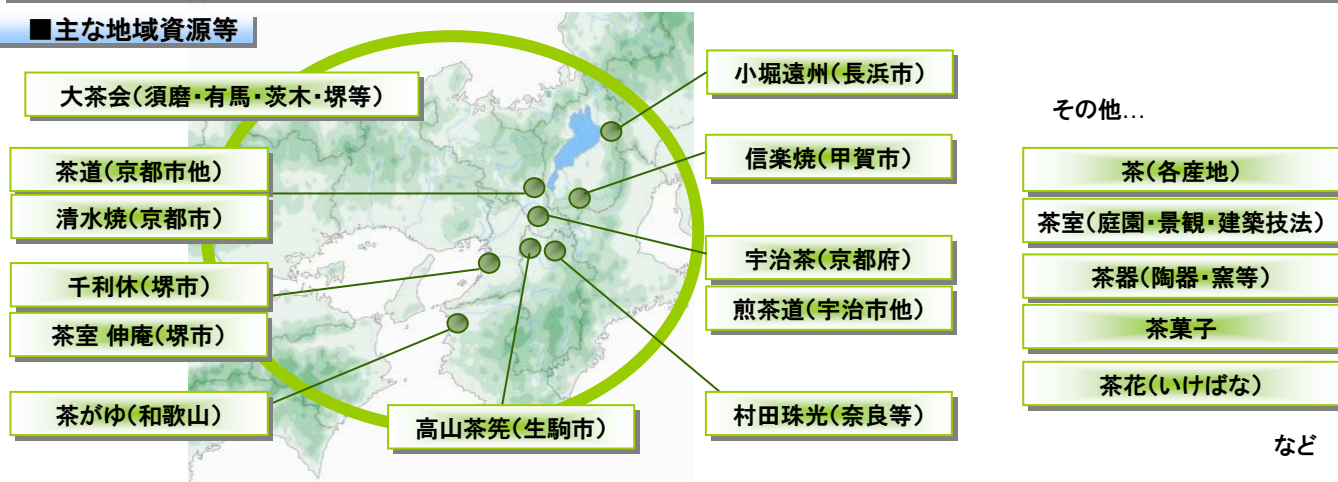 ■主な地域資源等
大茶会(須磨・有馬・茨木・堺等)
茶道(京都市他)
清水焼(京都市)
千利休(堺市)
茶室 伸庵(堺市)
茶がゆ(和歌山)
高山茶筅(生駒市)
小堀遠州(長浜市)
信楽焼(甲賀市)
宇治茶(京都府)
煎茶道(宇治市他)
村田珠光(奈良等)
その他…
茶(各産地)
茶室(庭園・景観・建築技法)
茶器(陶器・窯等)
茶菓子
茶花(いけばな)
など